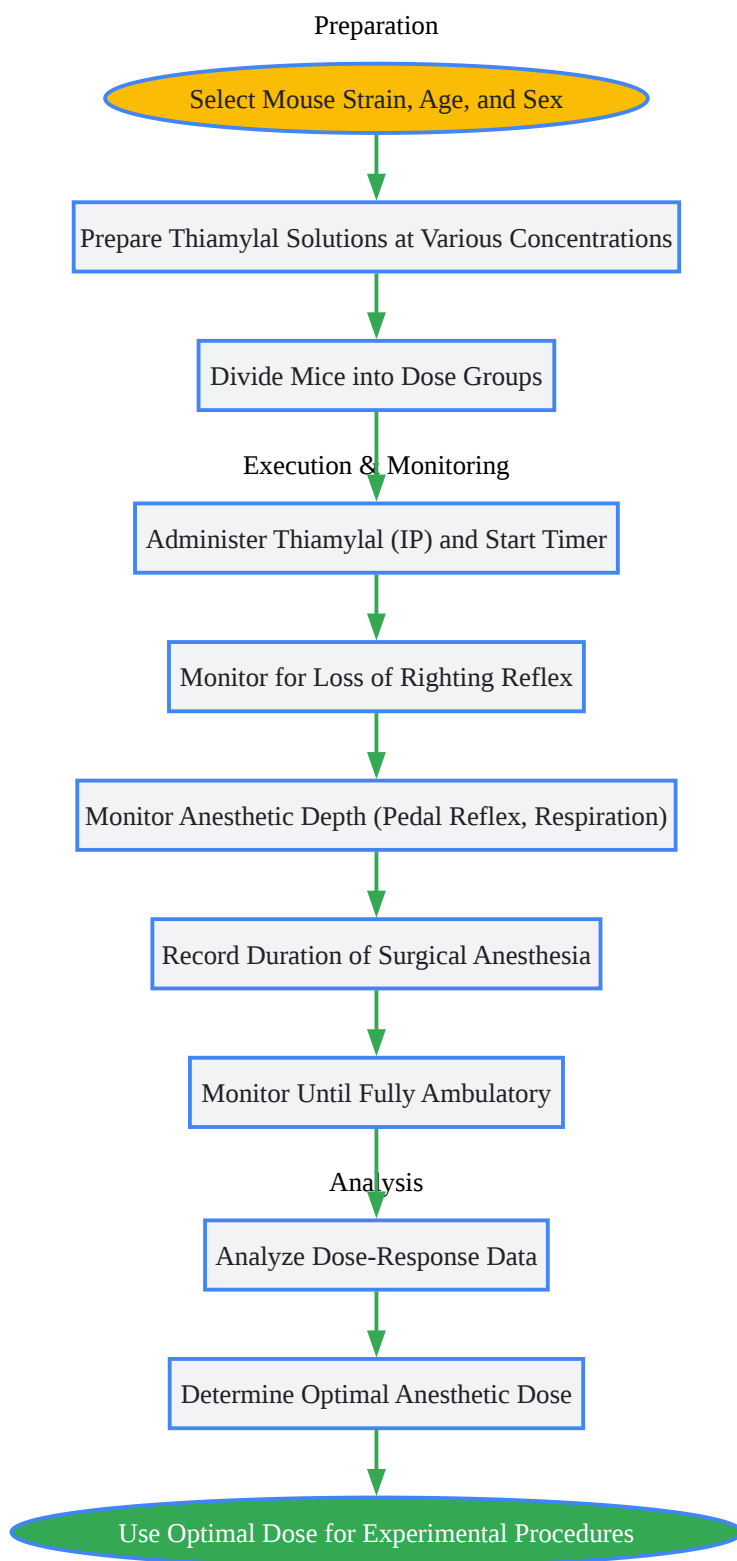 Preparation
Select Mouse Strain, Age, and Sex
Prepare Thiamylal Solutions at Various Concentrations
Divide Mice into Dose Groups
Execution & Monitoring
Administer Thiamylal (IP) and Start Timer
Monitor for Loss of Righting Reflex
Monitor Anesthetic Depth (Pedal Reflex, Respiration)
Record Duration of Surgical Anesthesia
Monitor Until Fully Ambulatory
Analysis
Analyze Dose-Response Data
Determine Optimal Anesthetic Dose
Use Optimal Dose for Experimental Procedures